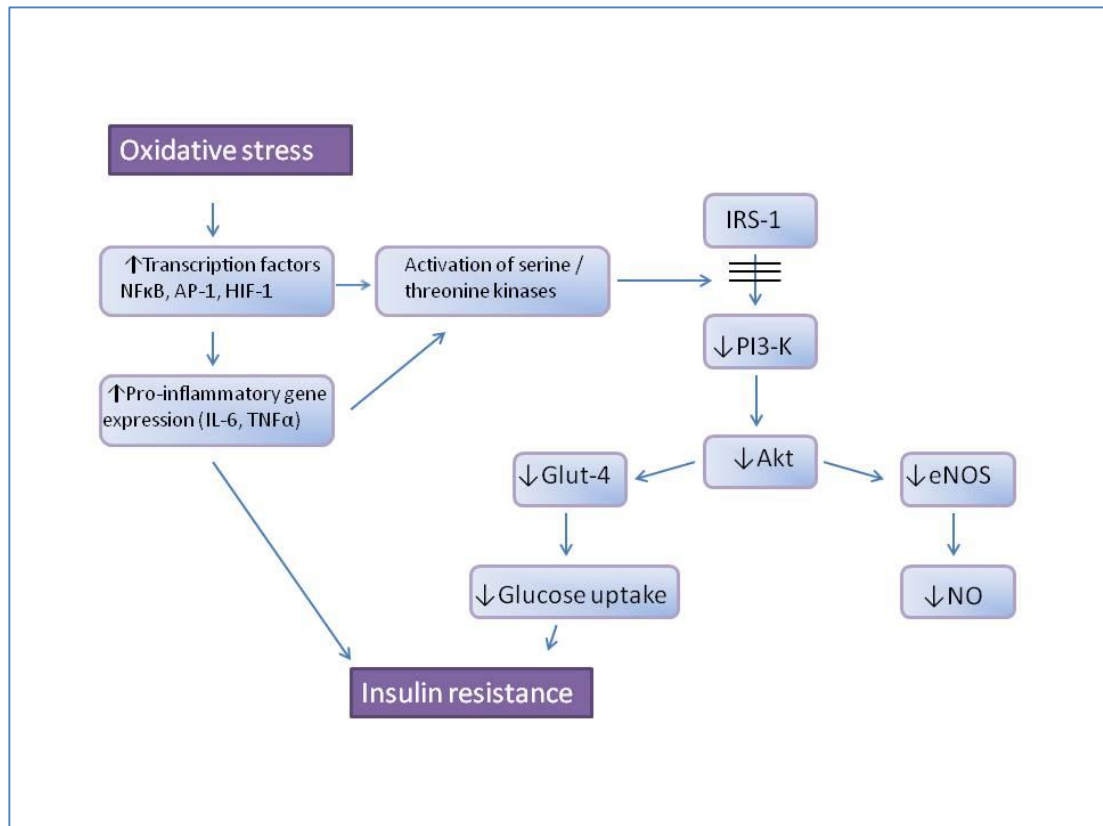 Oxidative stress
↑Transcription factors
NFκB, AP-1, HIF-1
Activation of serine /
threonine kinases
IRS-1
↓PI3-K
↑Pro-inflammatory gene
expression (IL-6, TNFα)
↓Akt
↓Glut-4
↓eNOS
↓Glucose uptake
↓NO
Insulin resistance